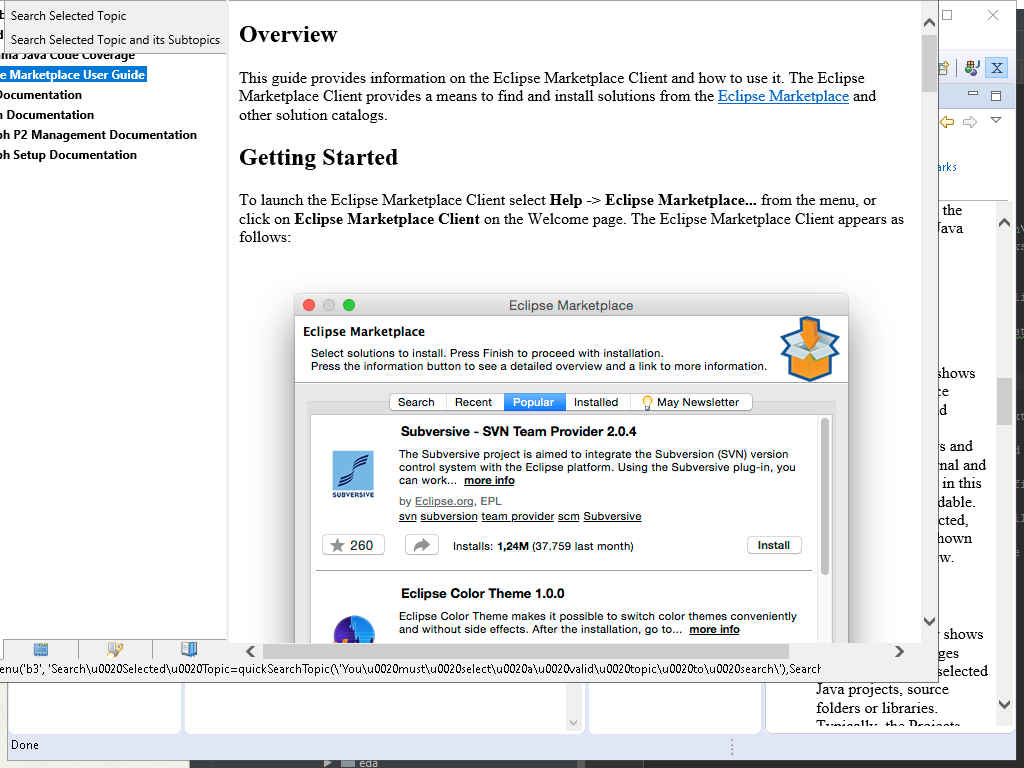 Search Selected Topic
Search Selected Topic and its Subtopics
Java Code Coverage
e Marketplace User Guide
Documentation
Documentation
P2 Management Documentation
Setup Documentation
Overview
This guide provides information on the Eclipse Marketplace Client and how to use it. The Eclipse
Marketplace Client provides a means to find and install solutions from the Eclipse Marketplace and
other solution catalogs.
Getting Started
To launch the Eclipse Marketplace Client select Help -> Eclipse Marketplace... from the menu, or
click on Eclipse Marketplace Client on the Welcome page. The Eclipse Marketplace Client appears as
follows:
Eclipse Marketplace
Eclipse Marketplace
Select solutions to install. Press Finish to proceed with installation.
Press the information button to see a detailed overview and a link to more information.
Search Recent Popular Installed May Newsletter
Subversive - SVN Team Provider 2.0.4
The Subversive project is aimed to integrate the Subversion (SVN) version
control system with the Eclipse platform. Using the Subversive plug-in, you
can work... more info
SUBVERSIVE
by Eclipse.org, EPL
svn subversion team provider scm Subversive
260
Installs: 1,24M (37.759 last month)
Install
Eclipse Color Theme 1.0.0
Eclipse Color Theme makes it possible to switch color themes conveniently
and without side effects. After the installation, go to... more info
enu('b3', 'Search\u0020Selected\u0020Topic=quickSearchTopic(\'You\u0020must\u0020select\u0020a\u0020valid\u0020topic\u0020to\u0020search\'),Search
X
arks
the
Java
shows
ce
d
s and
nal and
in this
dable.
cted,
hown
w.
shows
ges
selected
Java projects, source
folders or libraries.
Typically, the Projects
Done
eda